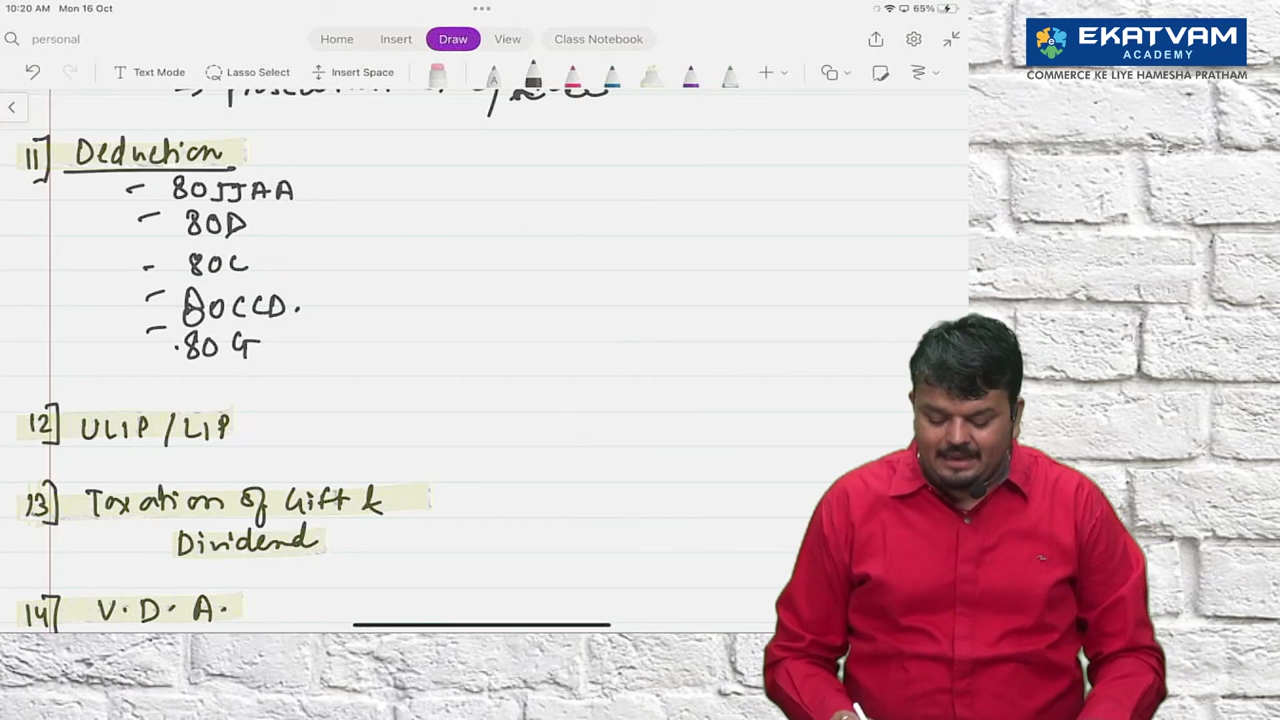 10:20 AM Mon 16 Oct
65%
personal
Home Insert Draw View Class Notebook
Text Mode Lasso Select Insert Space
EKATVAM
ACADEMY
COMMERCE KE LIYE HAMESHA PRATHAM
11] Deduction
- 80JJAA
- 80D
- 80C
- 80CCD.
- 80G
12] ULIP / LIP
13] Taxation of Gift &
Dividend
14] V.D.A.